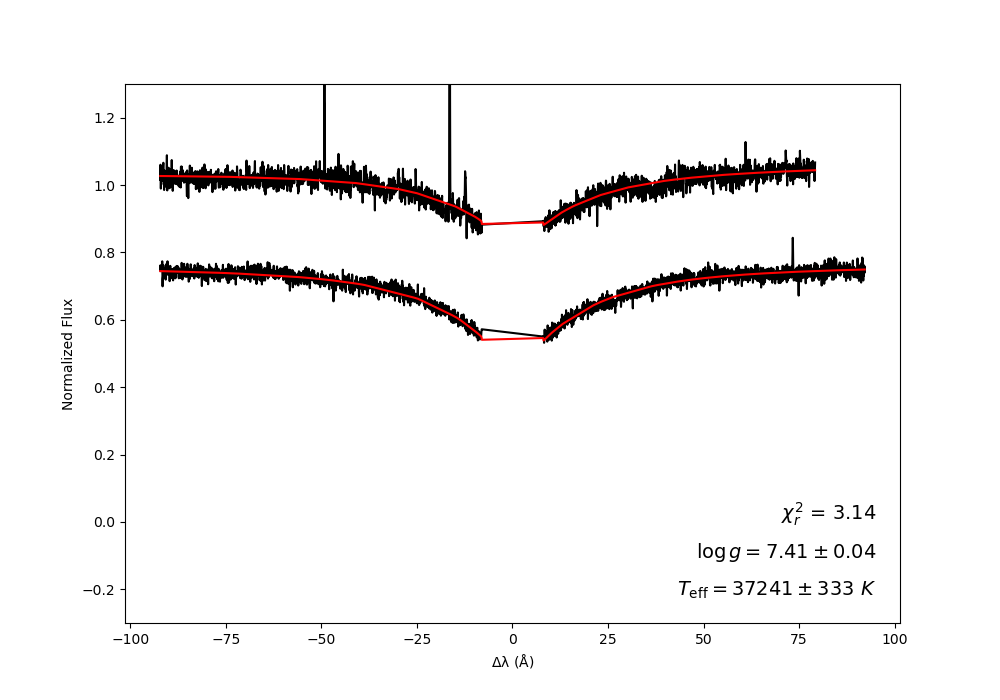 1.2
1.0
0.8
0.6
0.4
0.2
0.0
−0.2
Normalized Flux
χ²ᵣ = 3.14
log g = 7.41 ± 0.04
T_eff = 37241 ± 333 K
−100 −75 −50 −25 0 25 50 75 100
Δλ (Å)